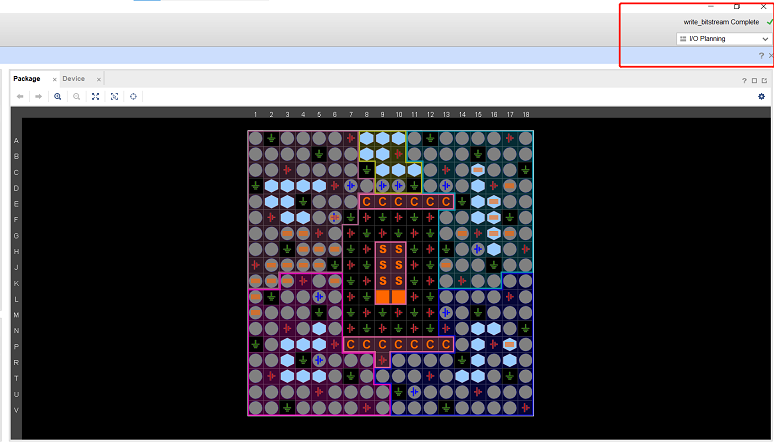 write_bitstream Complete
I/O Planning
?
Package × Device ×
?
1 2 3 4 5 6 7 8 9 10 11 12 13 14 15 16 17 18
A
B
C
D
E C C C C C C
F
G
H S S
J S S
K S S
L
M
N
P C C C C C C C
R
T
U
V